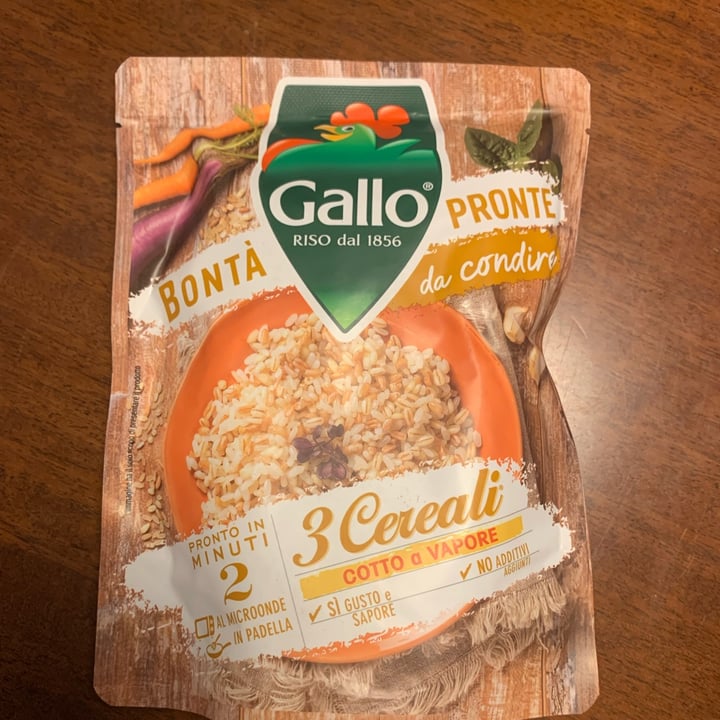 Gallo®
RISO dal 1856
BONTÀ PRONTE
da condire
3 Cereali
COTTO a VAPORE
✓ SÌ GUSTO e
SAPORE
✓ NO ADDITIVI
AGGIUNTI
PRONTO IN
MINUTI
2
AL MICROONDE
IN PADELLA